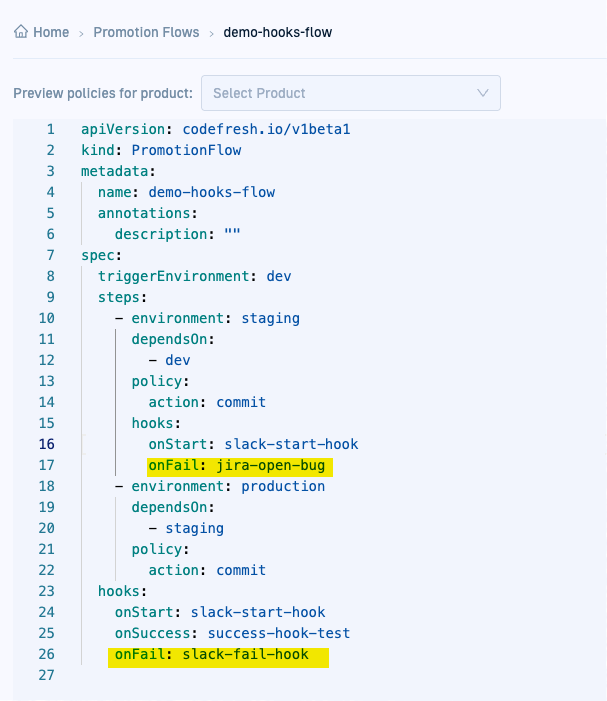 Home > Promotion Flows > demo-hooks-flow
Preview policies for product: Select Product
1 apiVersion: codefresh.io/v1beta1
2 kind: PromotionFlow
3 metadata:
4   name: demo-hooks-flow
5   annotations:
6     description: ""
7 spec:
8   triggerEnvironment: dev
9   steps:
10     - environment: staging
11       dependsOn:
12         - dev
13       policy:
14         action: commit
15       hooks:
16         onStart: slack-start-hook
17         onFail: jira-open-bug
18     - environment: production
19       dependsOn:
20         - staging
21       policy:
22         action: commit
23   hooks:
24     onStart: slack-start-hook
25     onSuccess: success-hook-test
26     onFail: slack-fail-hook
27